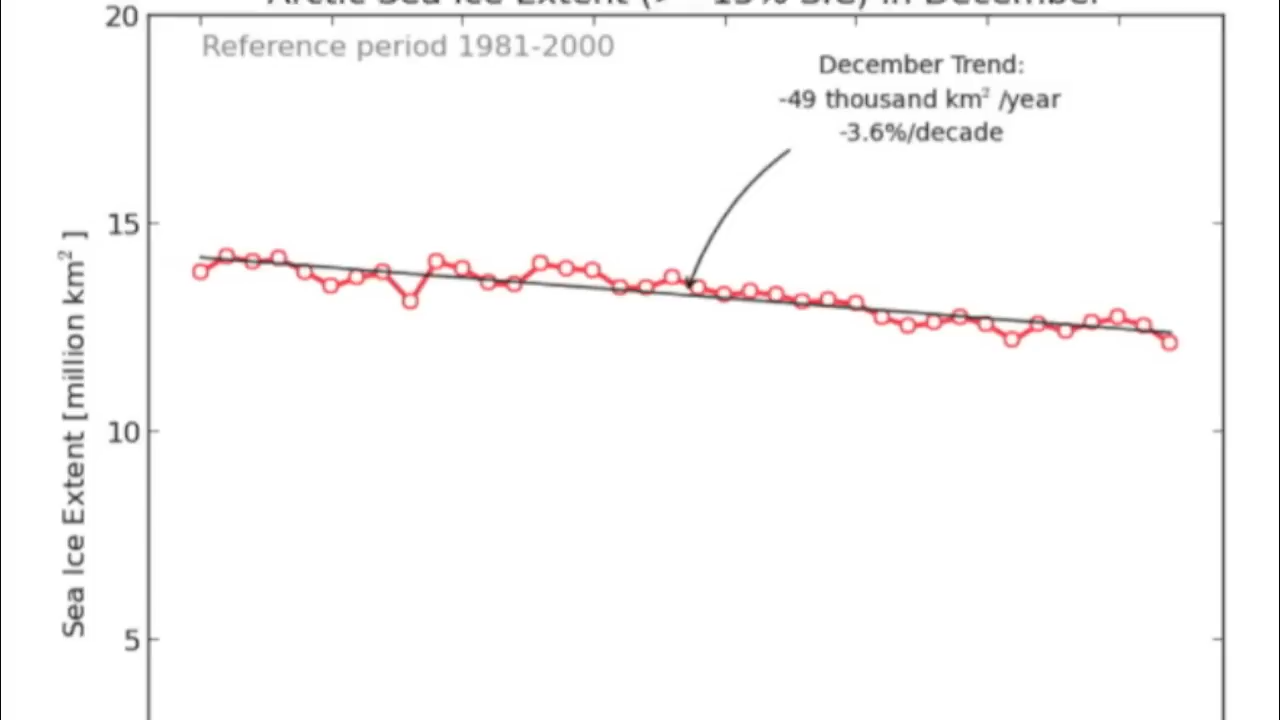 Arctic Sea Ice Extent (> 15% SIC) in December
20
Reference period 1981-2000
December Trend:
-49 thousand km² /year
-3.6%/decade
15
10
5
Sea Ice Extent [million km² ]